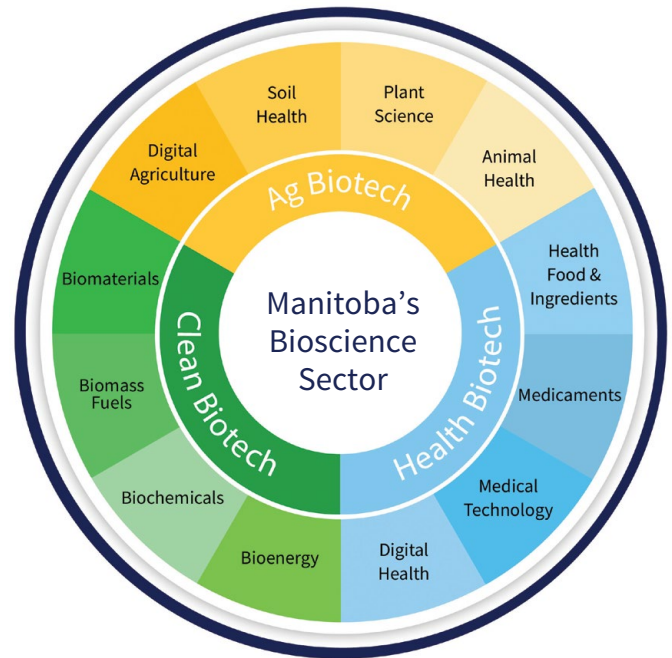 Manitoba’s
Bioscience
Sector
Ag Biotech
Digital
Agriculture
Soil
Health
Plant
Science
Animal
Health
Health Biotech
Health
Food &
Ingredients
Medicaments
Medical
Technology
Digital
Health
Clean Biotech
Bioenergy
Biochemicals
Biomass
Fuels
Biomaterials